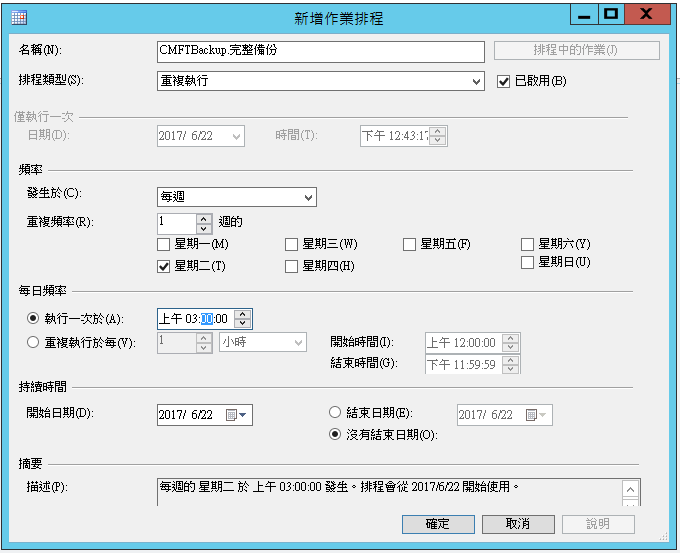 新增作業排程
名稱(N): CMFTBackup.完整備份 排程中的作業(J)
排程類型(S): 重複執行 已啟用(B)
僅執行一次
日期(D): 2017/ 6/22 時間(T): 下午 12:43:17
頻率
發生於(C): 每週
重複頻率(R): 1 週的
星期一(M) 星期三(W) 星期五(F) 星期六(Y)
星期二(T) 星期四(H) 星期日(U)
每日頻率
執行一次於(A): 上午 03:00:00
重複執行於每(V): 1 小時 開始時間(I): 上午 12:00:00
結束時間(G): 下午 11:59:59
持續時間
開始日期(D): 2017/ 6/22 結束日期(E): 2017/ 6/22
沒有結束日期(O):
摘要
描述(P): 每週的 星期二 於 上午 03:00:00 發生。排程會從 2017/6/22 開始使用。
確定 取消 說明